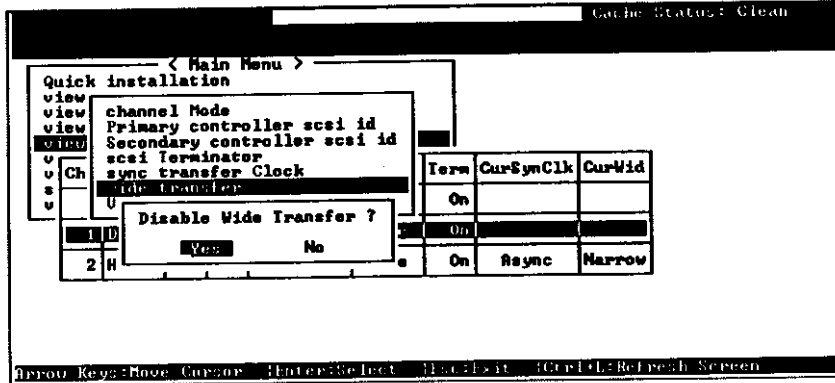 Cache Status: Clean
< Main Menu >
Quick installation
view
view channel Mode
view Primary controller scsi id
view Secondary controller scsi id
v scsi Terminator
v Ch sync transfer Clock Term CurSynClk CurWid
s Wide transfer
v On
Disable Wide Transfer ?
1 D On
Yes No
2 H e On Async Narrow
Arrow Keys:Move Cursor |Enter:Select |Esc:Exit |Ctrl+L:Refresh Screen